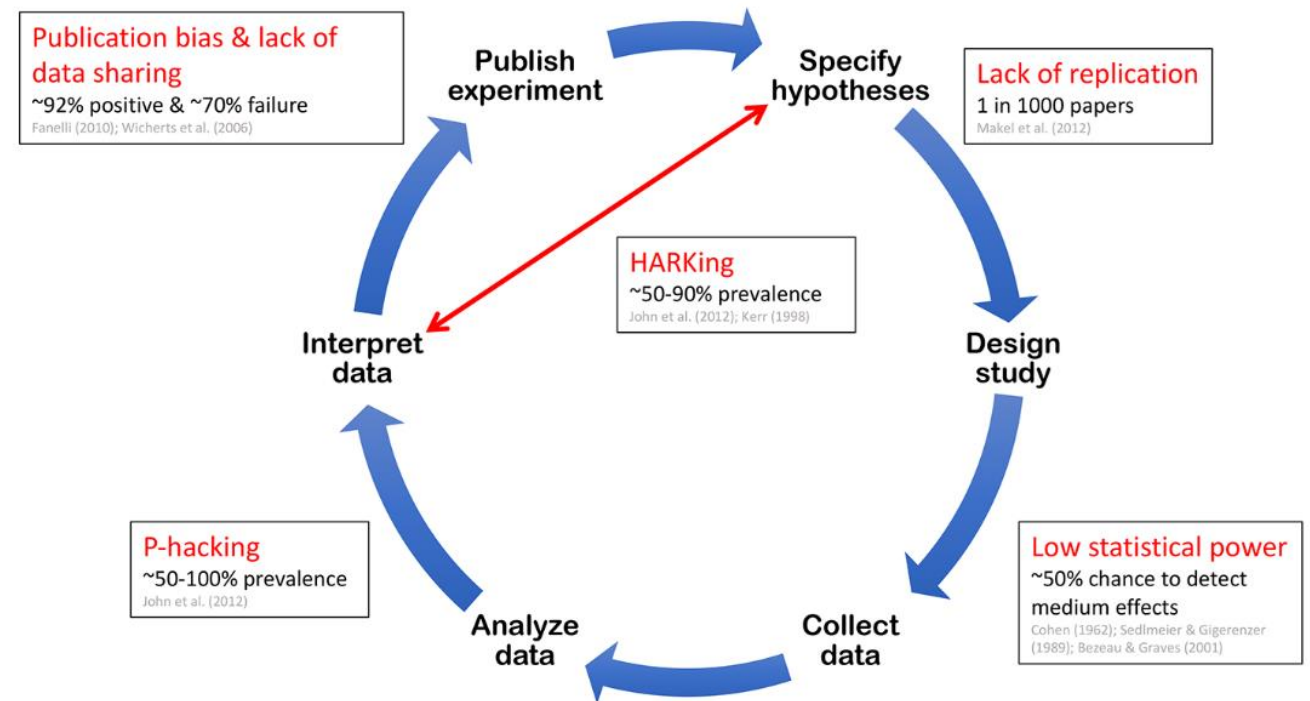 Publication bias & lack of
data sharing
~92% positive & ~70% failure
Fanelli (2010); Wicherts et al. (2006)
Publish
experiment
Specify
hypotheses
Lack of replication
1 in 1000 papers
Makel et al. (2012)
HARKing
~50-90% prevalence
John et al. (2012); Kerr (1998)
Interpret
data
Design
study
P-hacking
~50-100% prevalence
John et al. (2012)
Analyze
data
Collect
data
Low statistical power
~50% chance to detect
medium effects
Cohen (1962); Sedlmeier & Gigerenzer
(1989); Bezeau & Graves (2001)